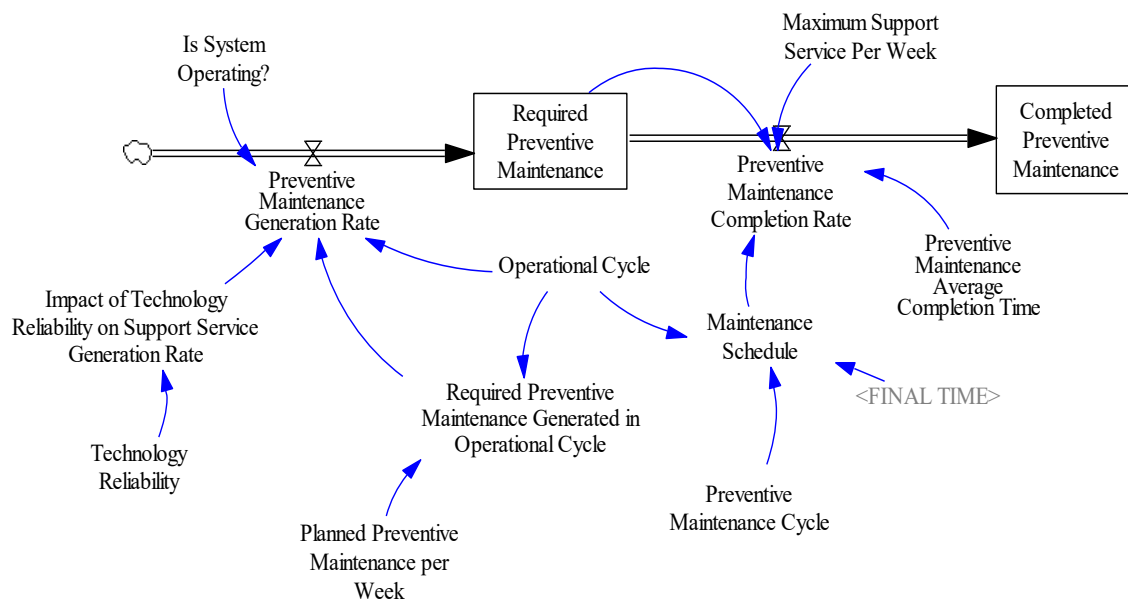 Is System
Operating?
Maximum Support
Service Per Week
Required
Preventive
Maintenance
Completed
Preventive
Maintenance
Preventive
Maintenance
Generation Rate
Preventive
Maintenance
Completion Rate
Operational Cycle
Preventive
Maintenance
Average
Completion Time
Impact of Technology
Reliability on Support Service
Generation Rate
Maintenance
Schedule
Required Preventive
Maintenance Generated in
Operational Cycle
<FINAL TIME>
Technology
Reliability
Preventive
Maintenance Cycle
Planned Preventive
Maintenance per
Week